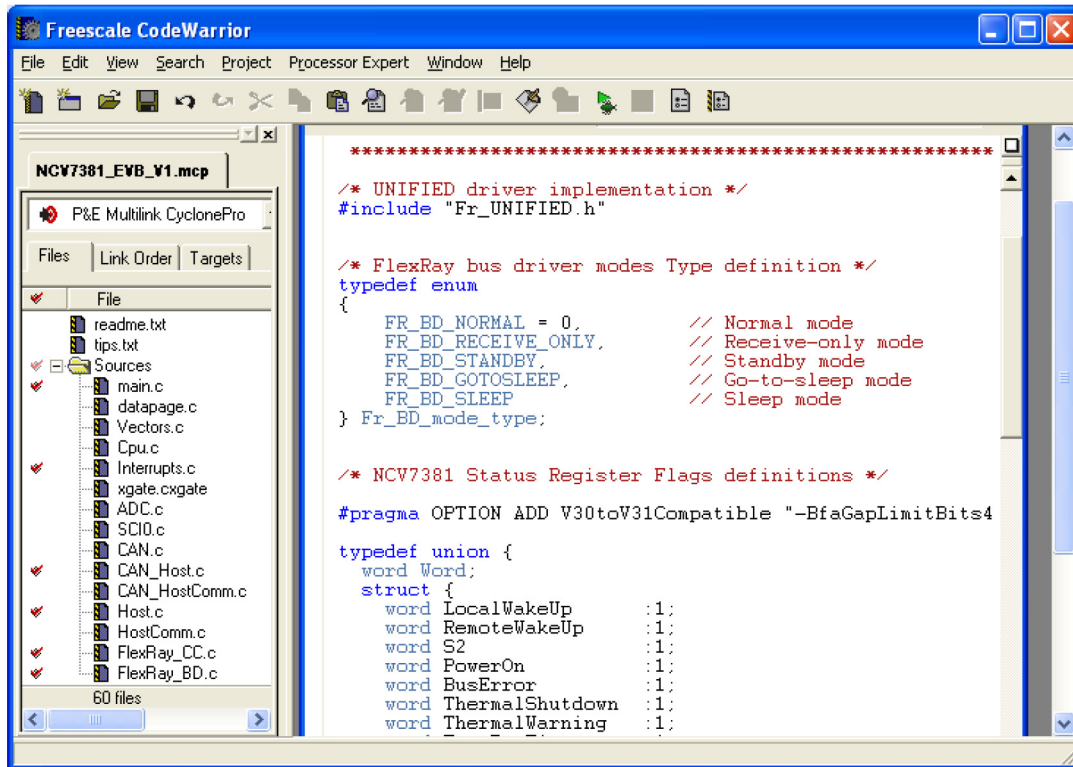 Freescale CodeWarrior
File Edit View Search Project Processor Expert Window Help
NCV7381_EVB_V1.mcp
P&E Multilink CyclonePro
Files Link Order Targets
File
readme.txt
tips.txt
Sources
main.c
datapage.c
Vectors.c
Cpu.c
Interrupts.c
xgate.cxgate
ADC.c
SCI0.c
CAN.c
CAN_Host.c
CAN_HostComm.c
Host.c
HostComm.c
FlexRay_CC.c
FlexRay_BD.c
60 files
*******************************************************
/* UNIFIED driver implementation */
#include "Fr_UNIFIED.h"
/* FlexRay bus driver modes Type definition */
typedef enum
{
FR_BD_NORMAL = 0, // Normal mode
FR_BD_RECEIVE_ONLY, // Receive-only mode
FR_BD_STANDBY, // Standby mode
FR_BD_GOTOSLEEP, // Go-to-sleep mode
FR_BD_SLEEP // Sleep mode
} Fr_BD_mode_type;
/* NCV7381 Status Register Flags definitions */
#pragma OPTION ADD V30toV31Compatible "-BfaGapLimitBits4
typedef union {
word Word;
struct {
word LocalWakeUp :1;
word RemoteWakeUp :1;
word S2 :1;
word PowerOn :1;
word BusError :1;
word ThermalShutdown :1;
word ThermalWarning :1;